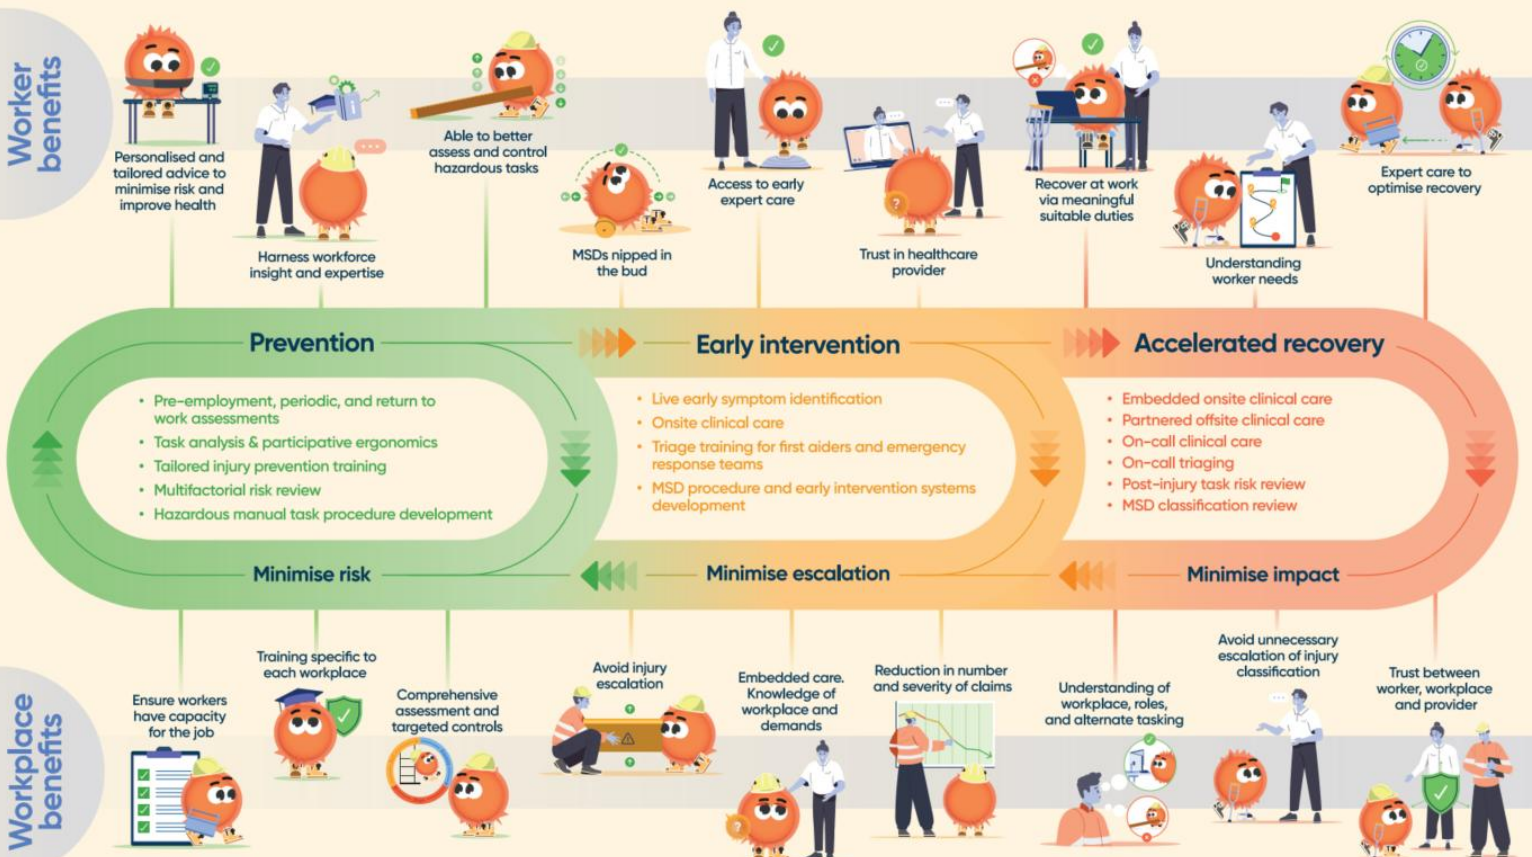 Worker
benefits
Personalised and
tailored advice to
minimise risk and
improve health
Harness workforce
insight and expertise
Able to better
assess and control
hazardous tasks
MSDs nipped in
the bud
Access to early
expert care
Trust in healthcare
provider
Recover at work
via meaningful
suitable duties
Understanding
worker needs
Expert care to
optimise recovery
Prevention
• Pre-employment, periodic, and return to
work assessments
• Task analysis & participative ergonomics
• Tailored injury prevention training
• Multifactorial risk review
• Hazardous manual task procedure development
Minimise risk
Early intervention
• Live early symptom identification
• Onsite clinical care
• Triage training for first aiders and emergency
response teams
• MSD procedure and early intervention systems
development
Minimise escalation
Accelerated recovery
• Embedded onsite clinical care
• Partnered offsite clinical care
• On-call clinical care
• On-call triaging
• Post-injury task risk review
• MSD classification review
Minimise impact
Workplace
benefits
Ensure workers
have capacity
for the job
Training specific to
each workplace
Comprehensive
assessment and
targeted controls
Avoid injury
escalation
Embedded care.
Knowledge of
workplace and
demands
Reduction in number
and severity of claims
Understanding of
workplace, roles,
and alternate tasking
Avoid unnecessary
escalation of injury
classification
Trust between
worker, workplace
and provider